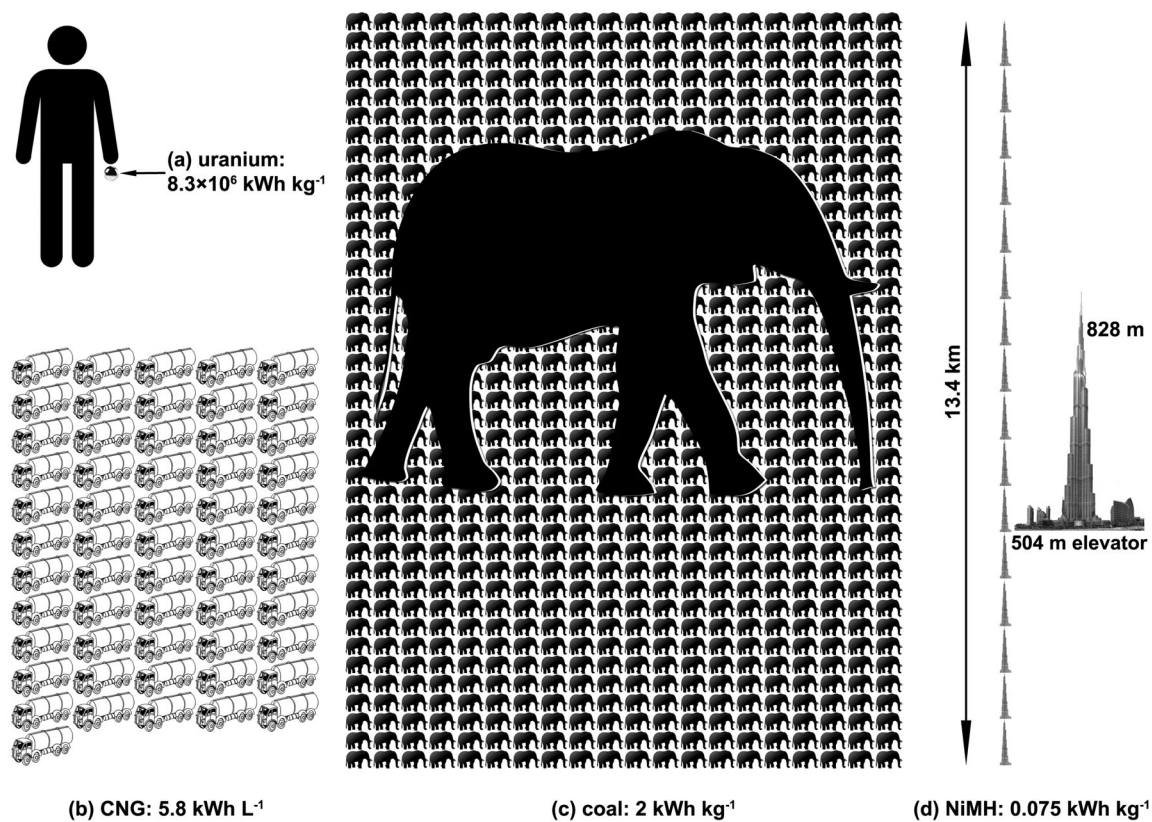 (a) uranium:
8.3×10⁶ kWh kg⁻¹
13.4 km
828 m
504 m elevator
(b) CNG: 5.8 kWh L⁻¹
(c) coal: 2 kWh kg⁻¹
(d) NiMH: 0.075 kWh kg⁻¹